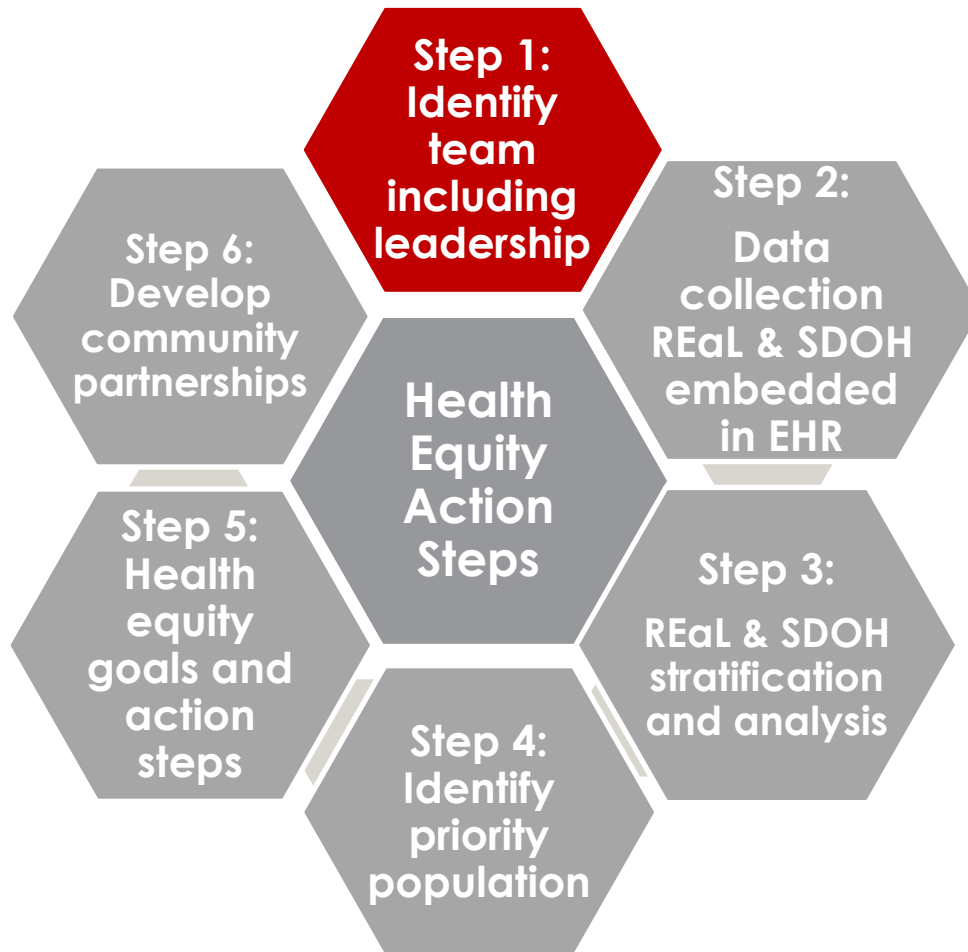 Step 1:
Identify
team
including
leadership
Step 2:
Data
collection
REaL & SDOH
embedded
in EHR
Step 3:
REaL & SDOH
stratification
and analysis
Step 4:
Identify
priority
population
Step 5:
Health
equity
goals and
action
steps
Step 6:
Develop
community
partnerships
Health
Equity
Action
Steps